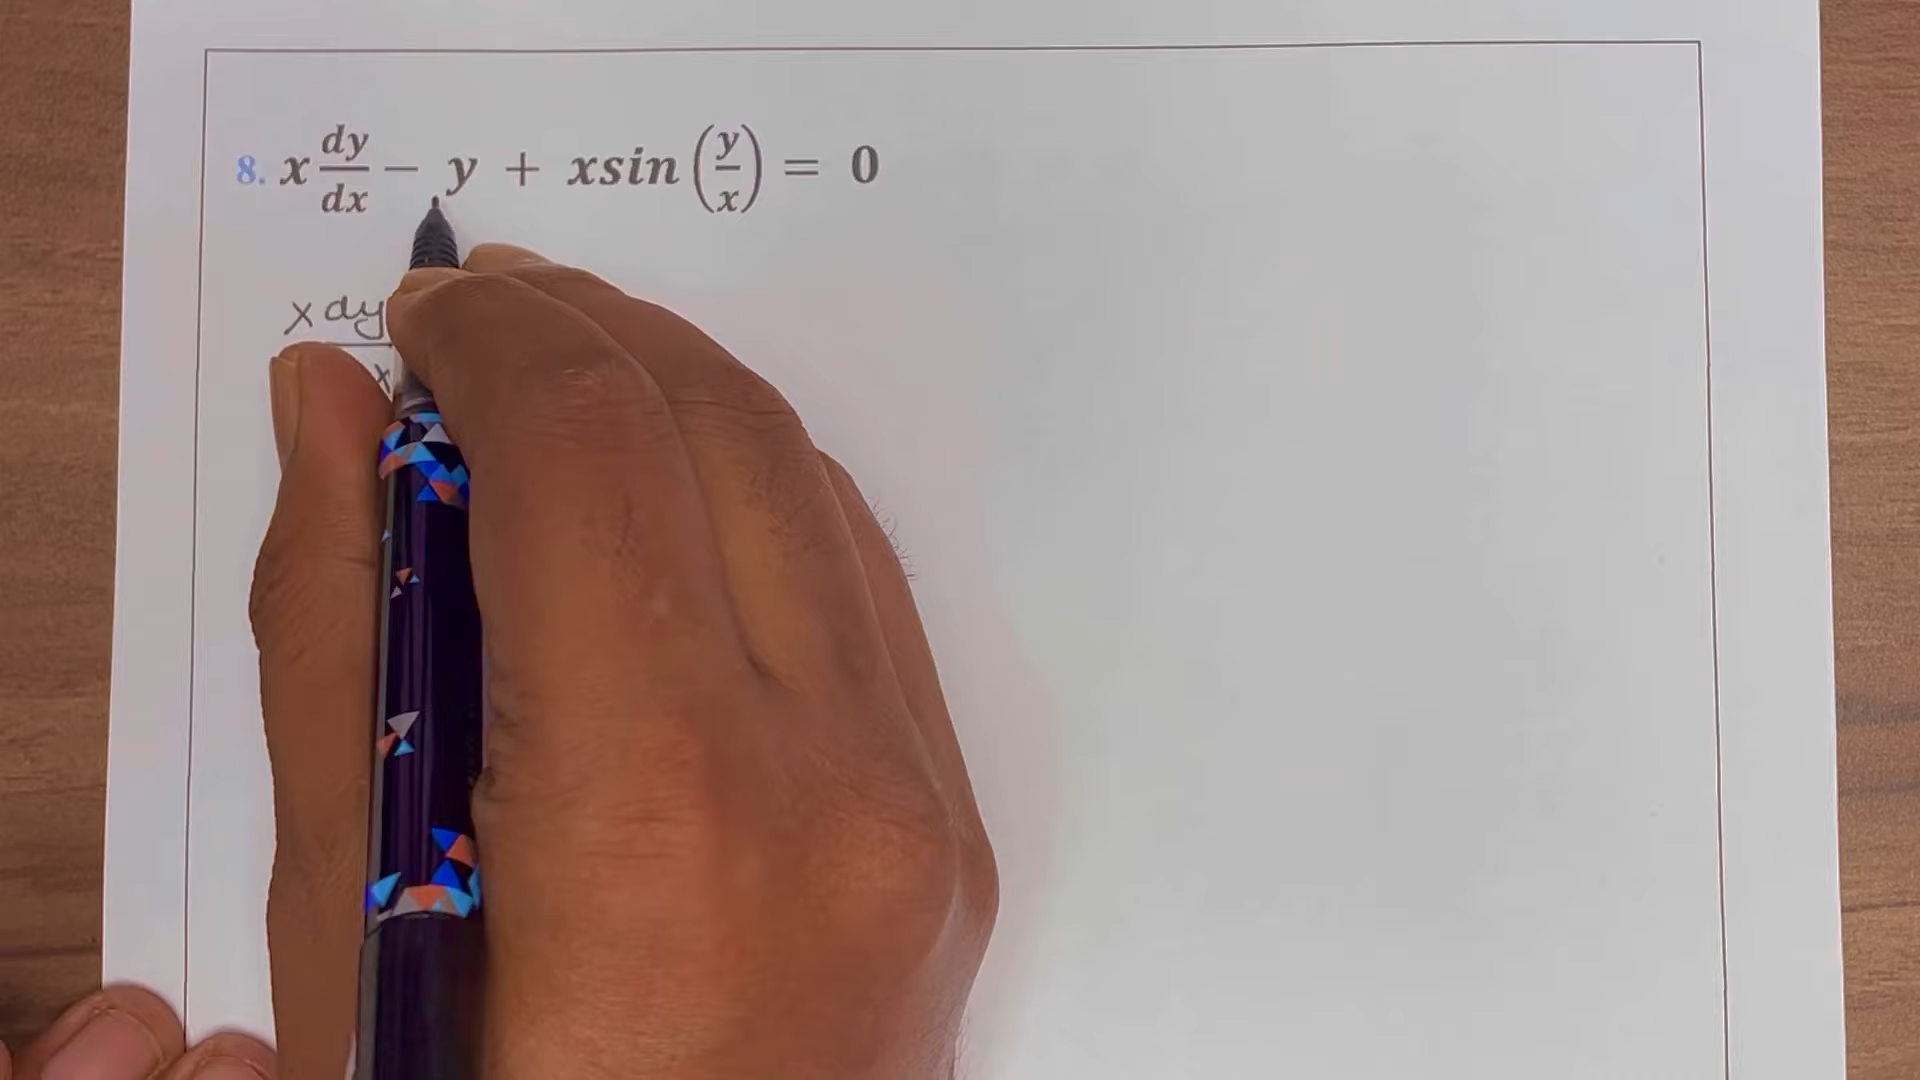 8. x dy/dx − y + xsin(y/x) = 0
x dy
x